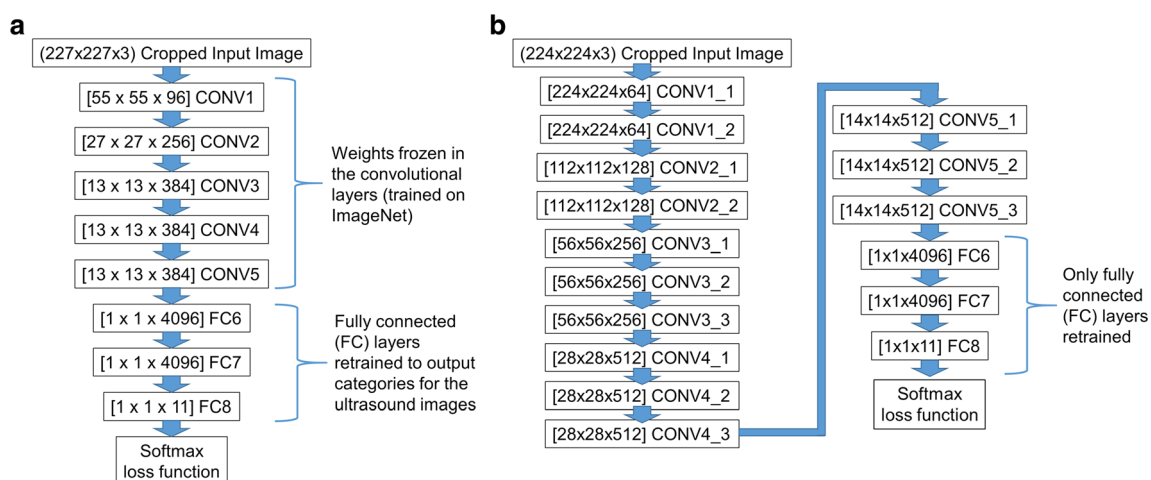 a
(227x227x3) Cropped Input Image
[55 x 55 x 96] CONV1
[27 x 27 x 256] CONV2
[13 x 13 x 384] CONV3
[13 x 13 x 384] CONV4
[13 x 13 x 384] CONV5
[1 x 1 x 4096] FC6
[1 x 1 x 4096] FC7
[1 x 1 x 11] FC8
Softmax
loss function
Weights frozen in
the convolutional
layers (trained on
ImageNet)
Fully connected
(FC) layers
retrained to output
categories for the
ultrasound images
b
(224x224x3) Cropped Input Image
[224x224x64] CONV1_1
[224x224x64] CONV1_2
[112x112x128] CONV2_1
[112x112x128] CONV2_2
[56x56x256] CONV3_1
[56x56x256] CONV3_2
[56x56x256] CONV3_3
[28x28x512] CONV4_1
[28x28x512] CONV4_2
[28x28x512] CONV4_3
[14x14x512] CONV5_1
[14x14x512] CONV5_2
[14x14x512] CONV5_3
[1x1x4096] FC6
[1x1x4096] FC7
[1x1x11] FC8
Softmax
loss function
Only fully
connected
(FC) layers
retrained